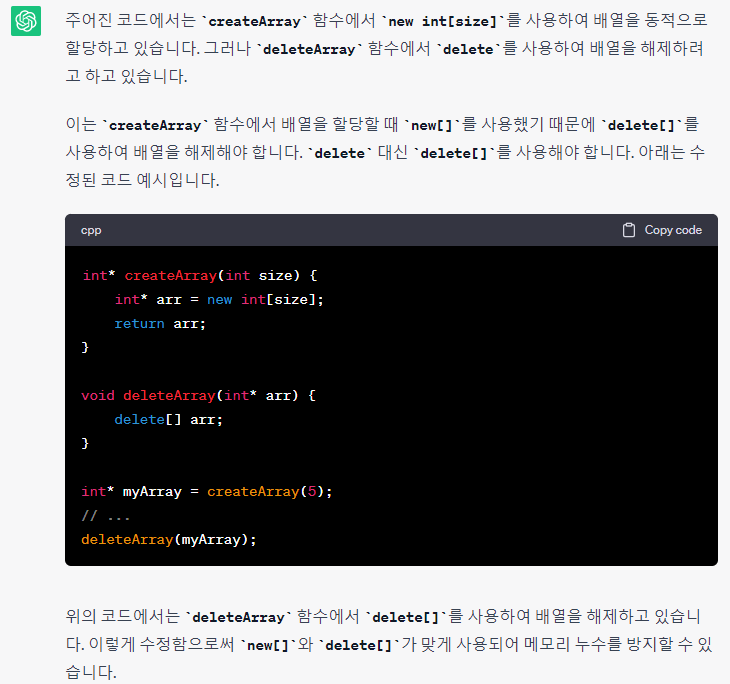 주어진 코드에서는 `createArray` 함수에서 `new int[size]`를 사용하여 배열을 동적으로
할당하고 있습니다. 그러나 `deleteArray` 함수에서 `delete`를 사용하여 배열을 해제하려
고 하고 있습니다.
이는 `createArray` 함수에서 배열을 할당할 때 `new[]`를 사용했기 때문에 `delete[]`를
사용하여 배열을 해제해야 합니다. `delete` 대신 `delete[]`를 사용해야 합니다. 아래는 수
정된 코드 예시입니다.
cpp Copy code
int* createArray(int size) {
    int* arr = new int[size];
    return arr;
}
void deleteArray(int* arr) {
    delete[] arr;
}
int* myArray = createArray(5);
// ...
deleteArray(myArray);
위의 코드에서는 `deleteArray` 함수에서 `delete[]`를 사용하여 배열을 해제하고 있습니
다. 이렇게 수정함으로써 `new[]`와 `delete[]`가 맞게 사용되어 메모리 누수를 방지할 수 있
습니다.